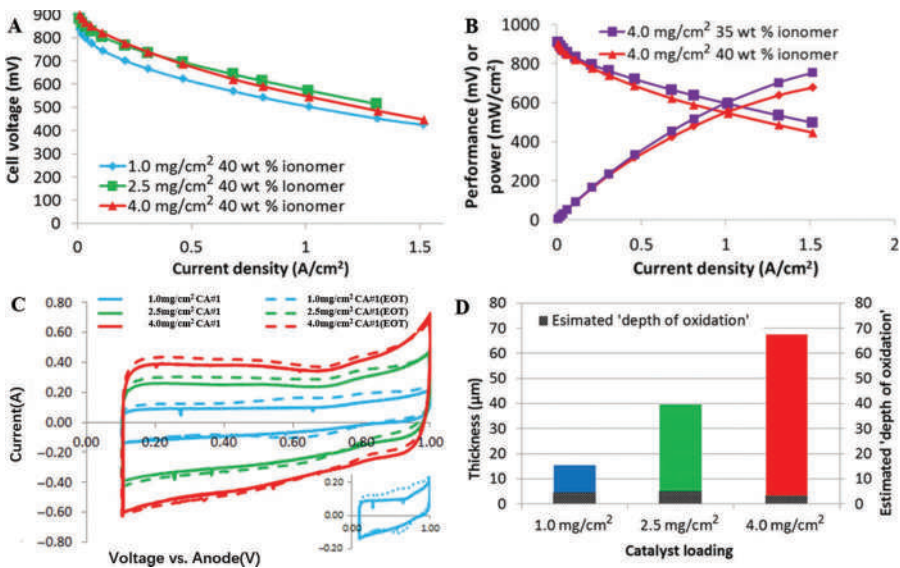 A
Cell voltage (mV)
900
800
700
600
500
400
300
200
100
0
1.0 mg/cm² 40 wt % ionomer
2.5 mg/cm² 40 wt % Ionomer
4.0 mg/cm² 40 wt % ionomer
0
0.5
1
1.5
Current density (A/cm²)
B
Performance (mV) or
power (mW/cm²)
1000
800
600
400
200
0
4.0 mg/cm² 35 wt % ionomer
4.0 mg/cm² 40 wt % ionomer
0
0.5
1
1.5
2
Current density (A/cm²)
C
Current(A)
0.80
0.60
0.40
0.20
0.00
−0.20
−0.40
−0.60
−0.80
1.0mg/cm² CA#1
2.5mg/cm² CA#1
4.0mg/cm² CA#1
1.0mg/cm² CA#1(EOT)
2.5mg/cm² CA#1(EOT)
4.0mg/cm² CA#1(EOT)
0.00
0.20
0.40
0.60
0.80
1.00
0.20
0.00
−0.20
1.00
Voltage vs. Anode(V)
D
Thickness (μm)
80
70
60
50
40
30
20
10
0
Esimated 'depth of oxidation'
80
70
60
50
40
30
20
10
0
Estimated 'depth of oxidation'
1.0 mg/cm²
2.5 mg/cm²
4.0 mg/cm²
Catalyst loading